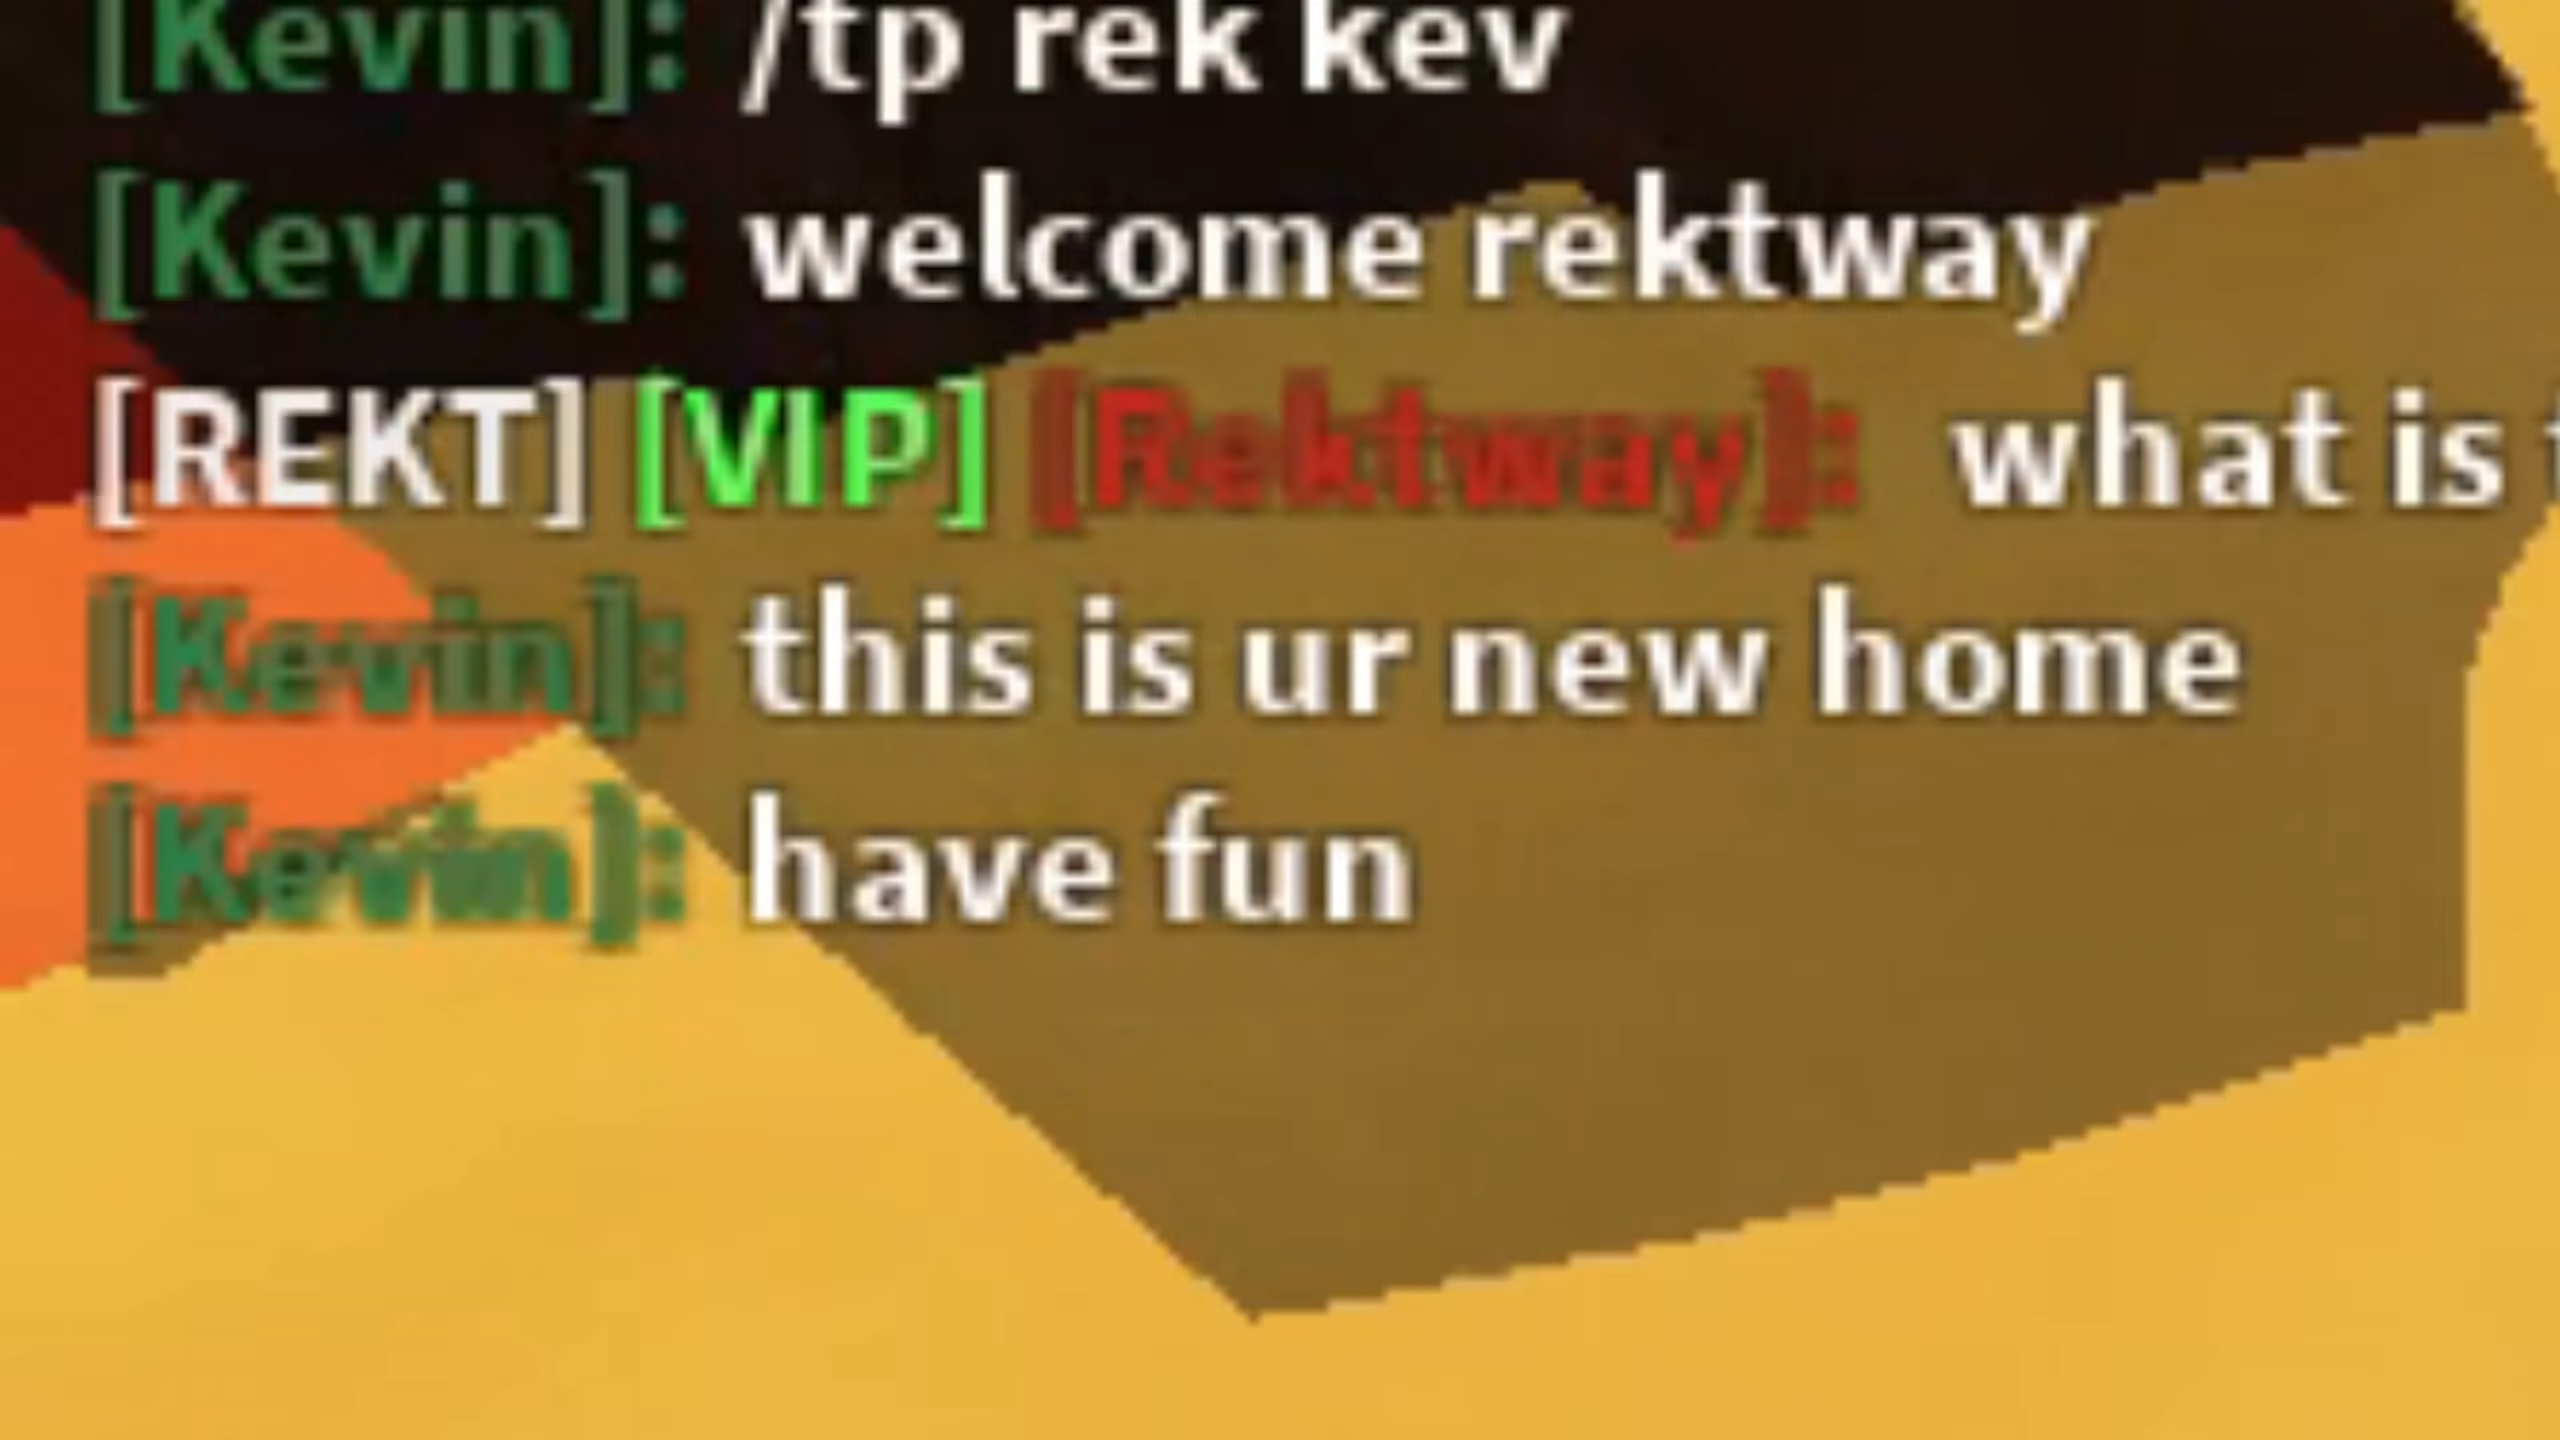 [Kevin]: /tp rek kev
[Kevin]: welcome rektway
[REKT] [VIP] [Rektway]: what is
[Kevin]: this is ur new home
[Kevin]: have fun